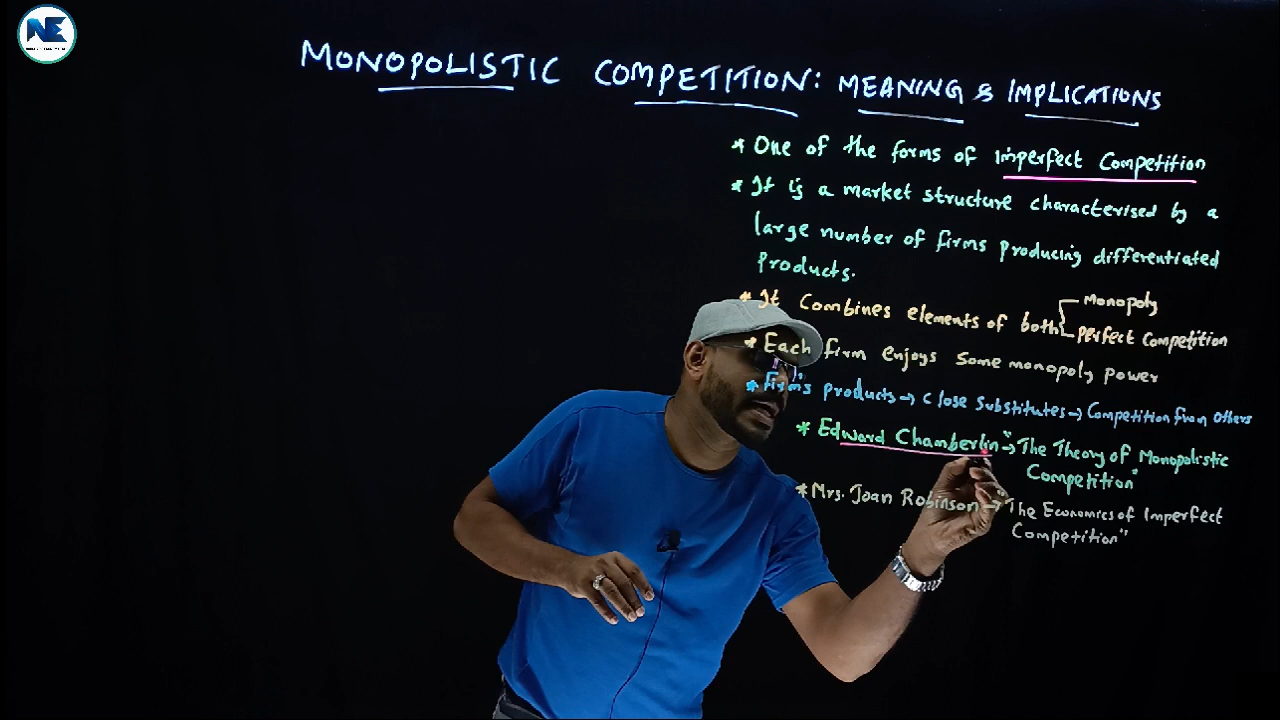 NE
MONOPOLISTIC COMPETITION: MEANING & IMPLICATIONS
* One of the forms of imperfect Competition
* It is a market structure characterised by a
large number of firms producing differentiated
Products.
* It Combines elements of both Monopoly
Perfect Competition
* Each firm enjoys Some monopoly power
* Firm's Products → Close Substitutes → Competition from Others
* Edward Chamberlin → "The Theory of Monopolistic
Competition"
* Mrs. Joan Robinson → "The Economics of Imperfect
Competition"